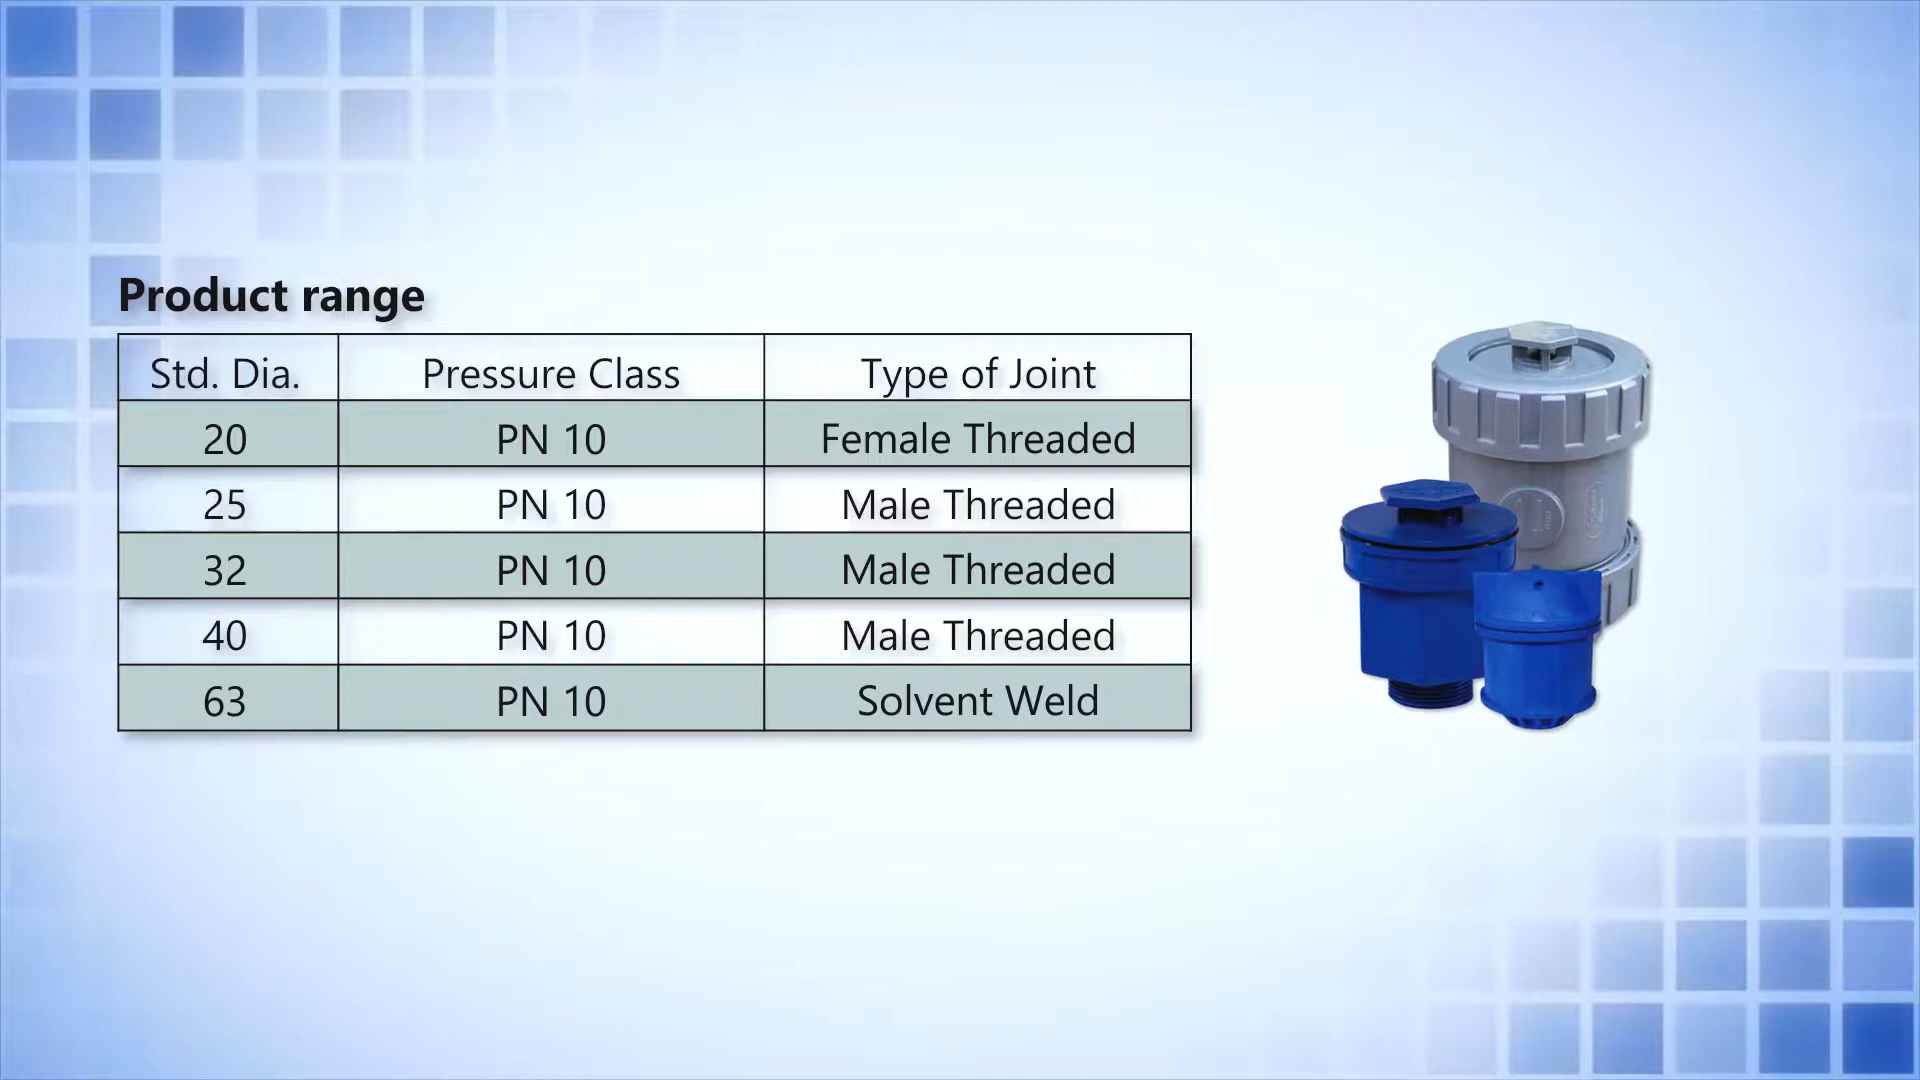 Product range
Std. Dia. Pressure Class Type of Joint
20 PN 10 Female Threaded
25 PN 10 Male Threaded
32 PN 10 Male Threaded
40 PN 10 Male Threaded
63 PN 10 Solvent Weld